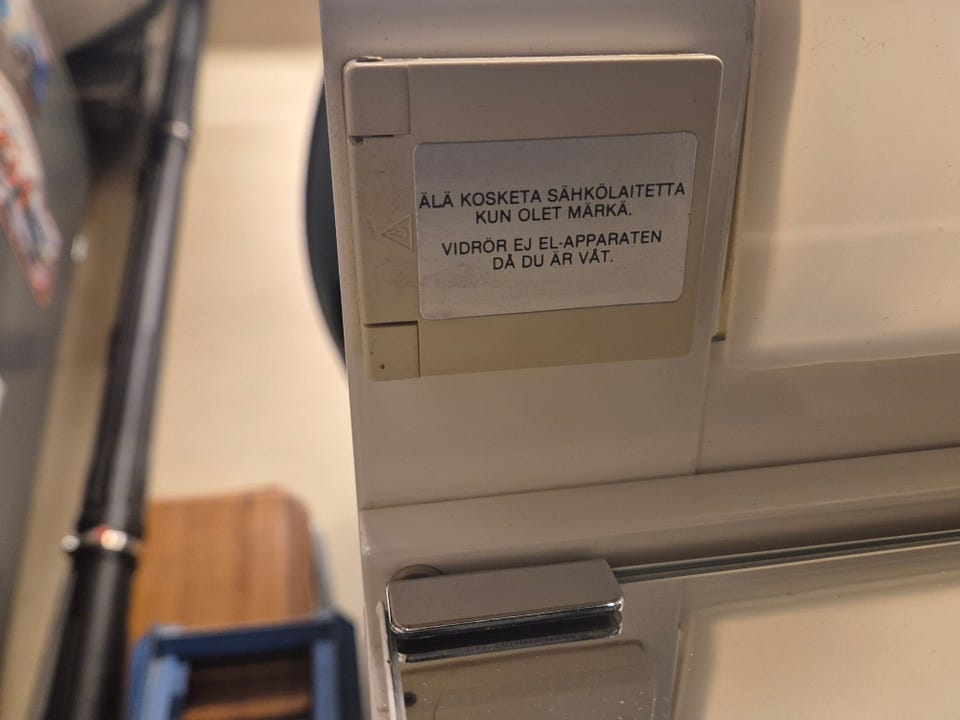 ÄLÄ KOSKETA SÄHKÖLAITETTA
KUN OLET MÄRKÄ.
VIDRÖR EJ EL-APPARATEN
DÅ DU ÄR VÅT.